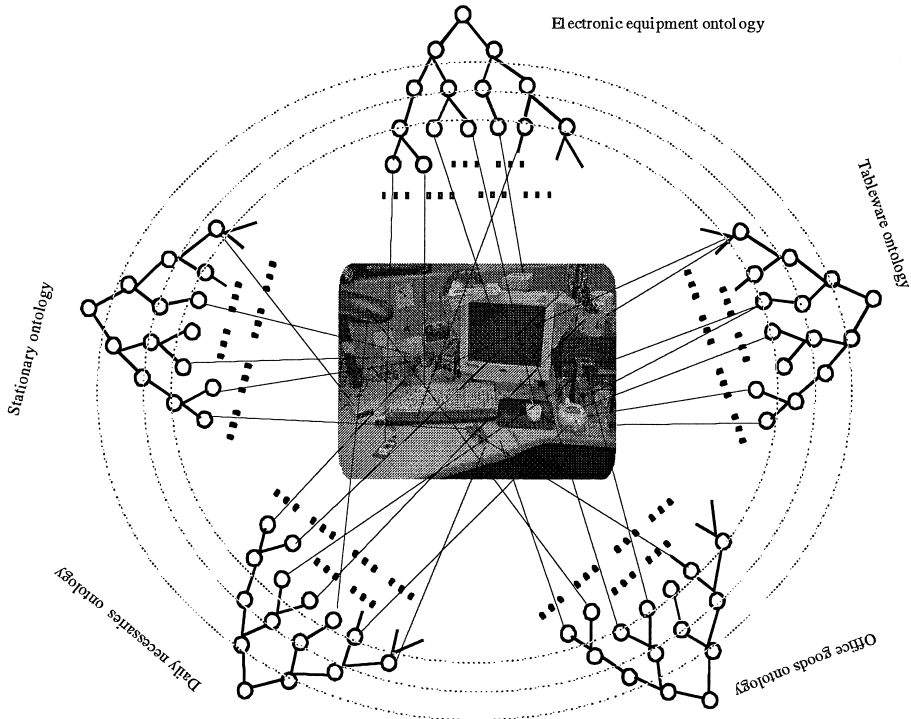 Electronic equipment ontology
Tableware ontology
Stationary ontology
Daily necessaries ontology
Office goods ontology